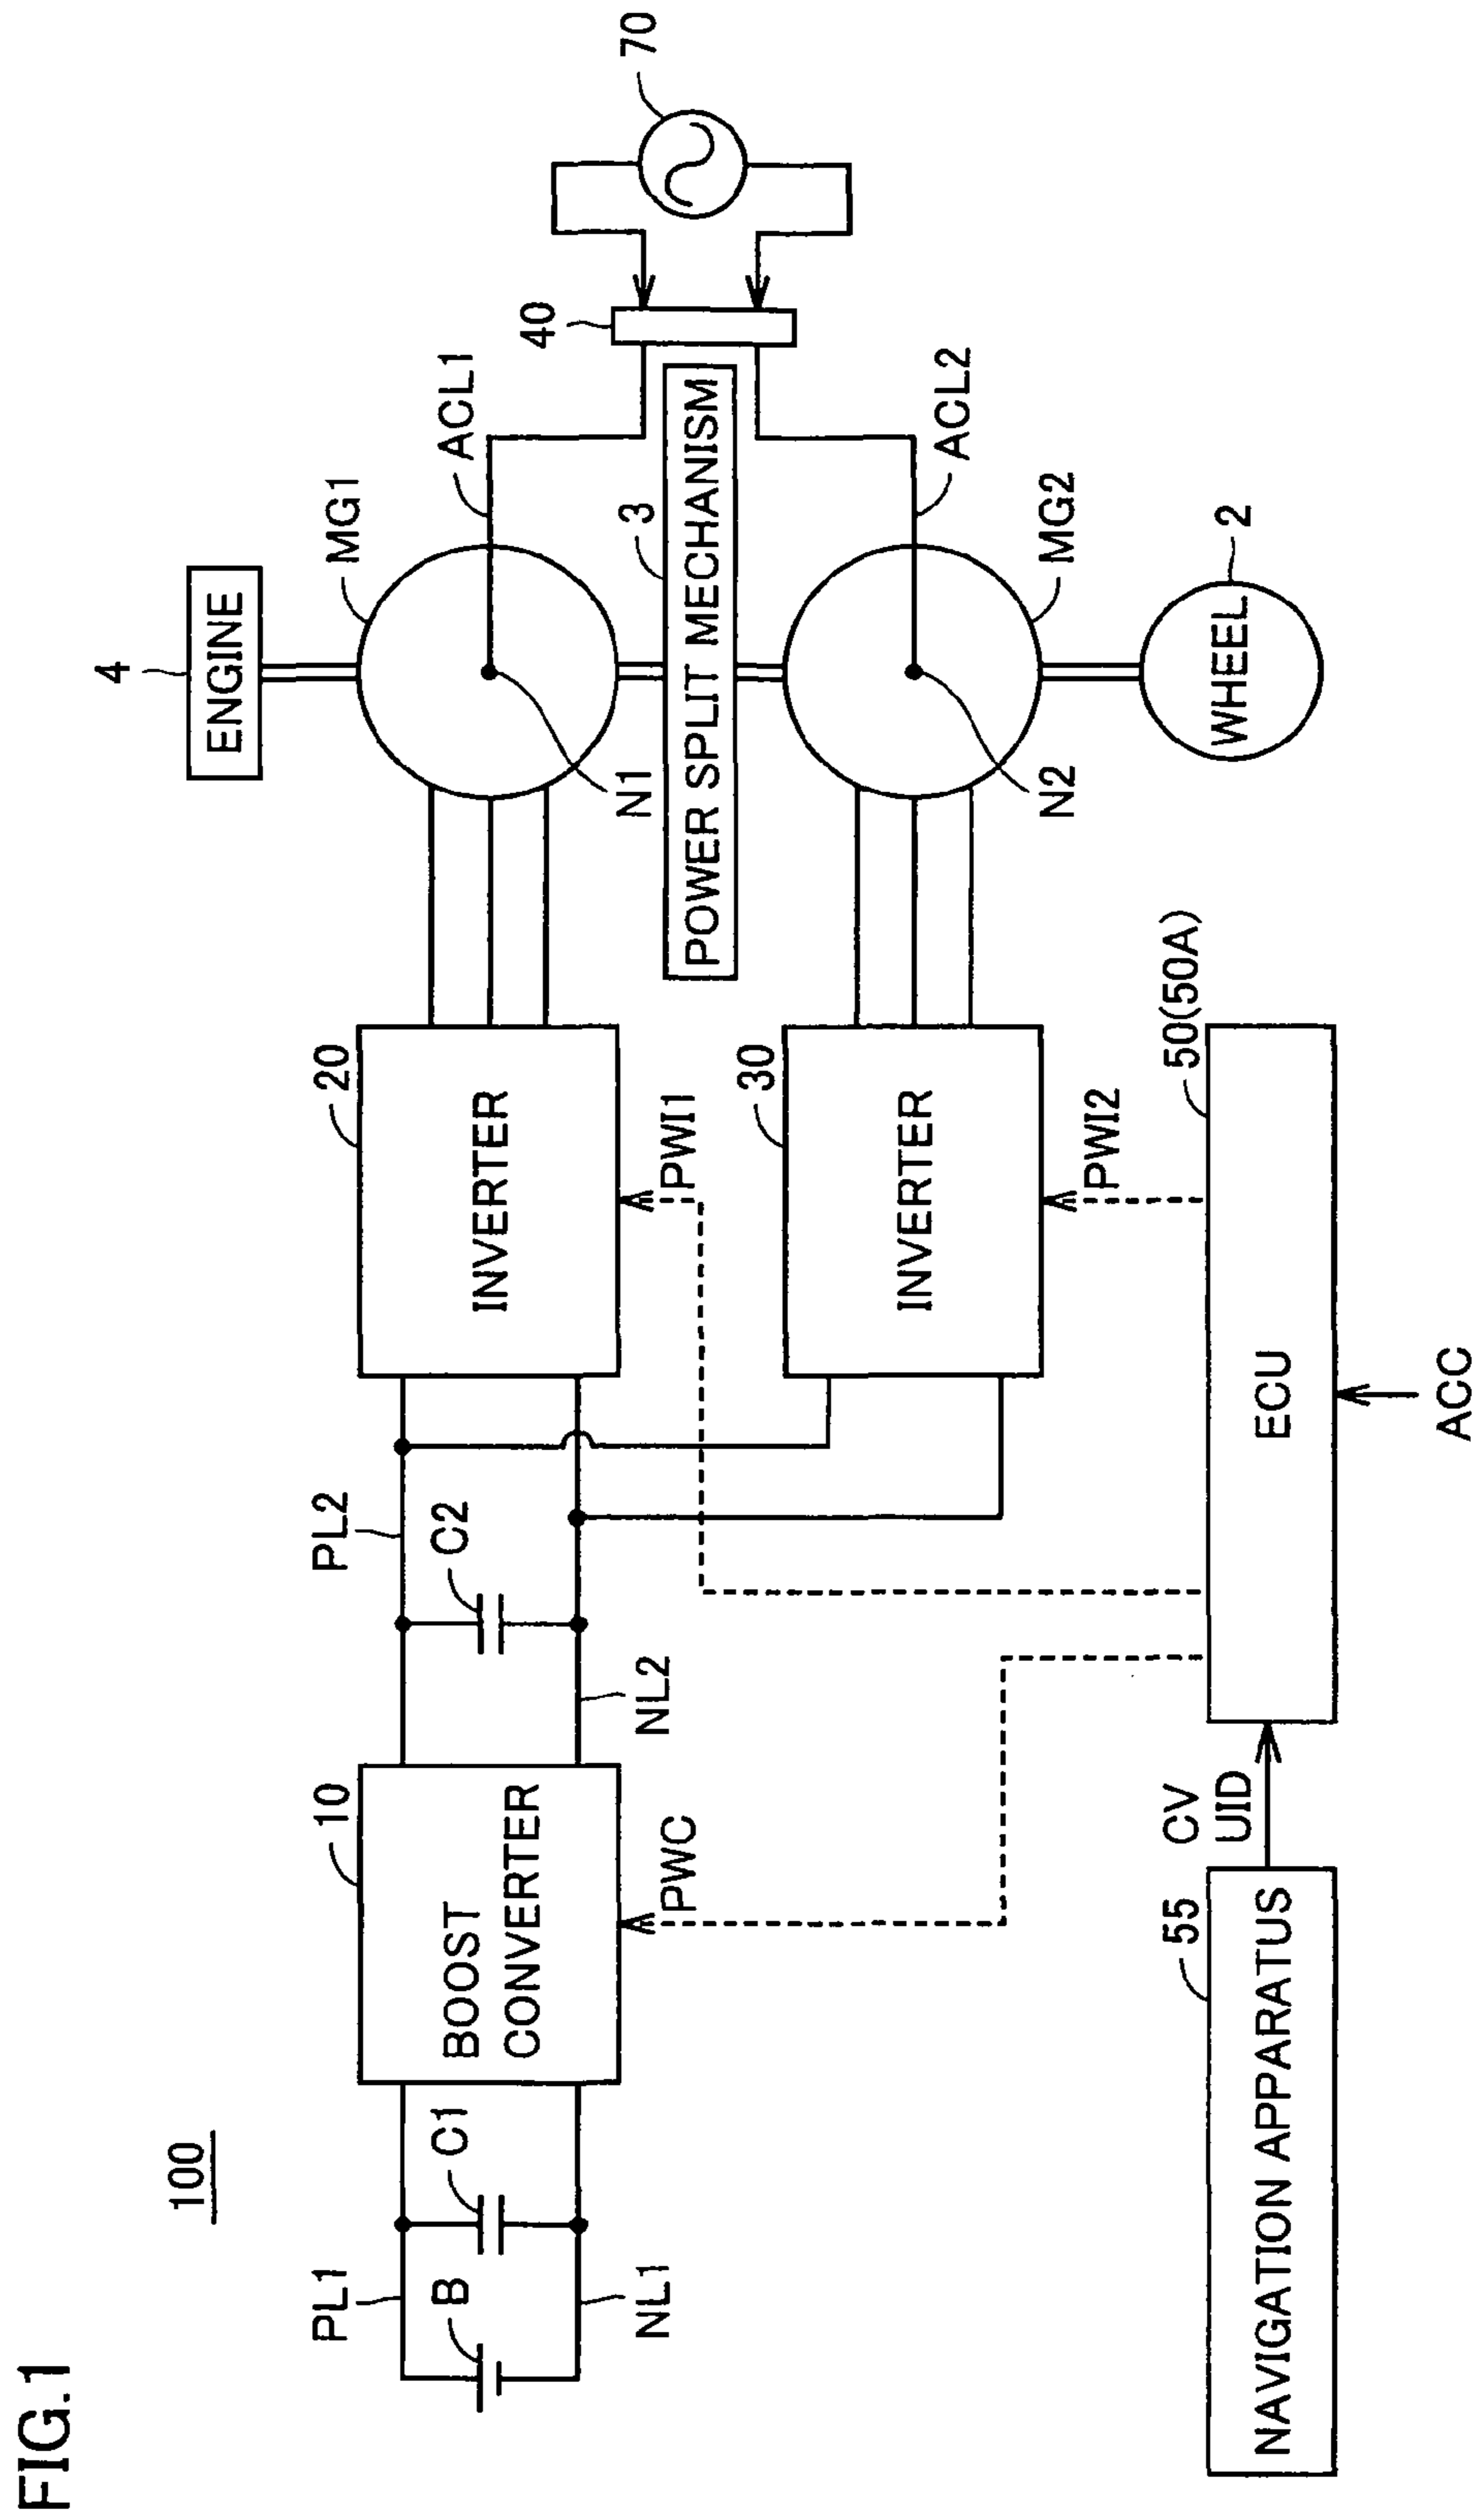 FIG.1
100
4
ENGINE
PL1
B
C1
NL1
10
BOOST
CONVERTER
PWC
PL2
C2
NL2
20
INVERTER
PWI1
MG1
N1
ACL1
40
70
3
POWER SPLIT MECHANISM
30
INVERTER
PWI2
MG2
N2
ACL2
WHEEL
2
55
NAVIGATION APPARATUS
CV
UID
50(50A)
ECU
ACC